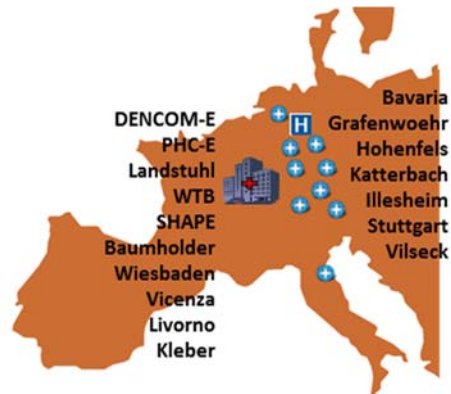 DENCOM-E
PHC-E
Landstuhl
WTB
SHAPE
Baumholder
Wiesbaden
Vicenza
Livorno
Kleber
H
Bavaria
Grafenwoehr
Hohenfels
Katterbach
Illesheim
Stuttgart
Vilseck